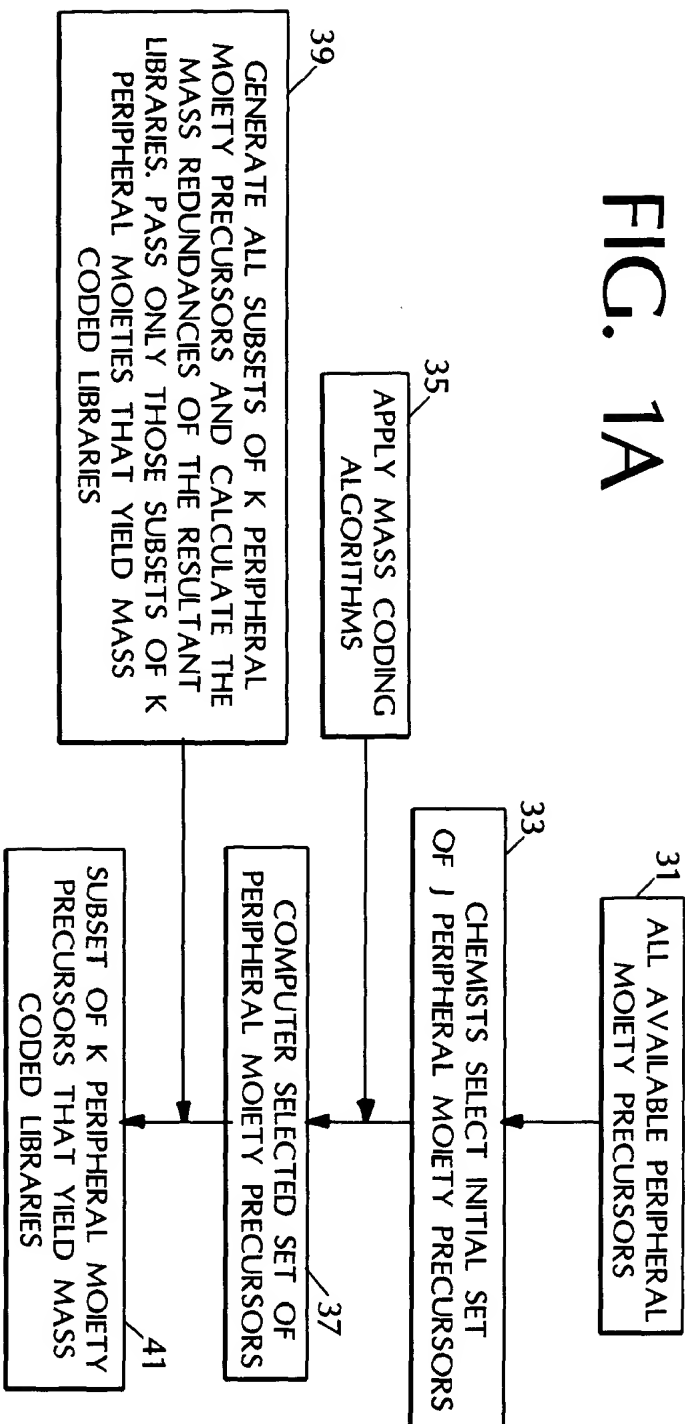 FIG. 1A
31
ALL AVAILABLE PERIPHERAL
MOIETY PRECURSORS
33
CHEMISTS SELECT INITIAL SET
OF J PERIPHERAL MOIETY PRECURSORS
35
APPLY MASS CODING
ALGORITHMS
37
COMPUTER SELECTED SET OF
PERIPHERAL MOIETY PRECURSORS
39
GENERATE ALL SUBSETS OF K PERIPHERAL
MOIETY PRECURSORS AND CALCULATE THE
MASS REDUNDANCIES OF THE RESULTANT
LIBRARIES. PASS ONLY THOSE SUBSETS OF K
PERIPHERAL MOIETIES THAT YIELD MASS
CODED LIBRARIES
SUBSET OF K PERIPHERAL MOIETY
PRECURSORS THAT YIELD MASS
CODED LIBRARIES
41